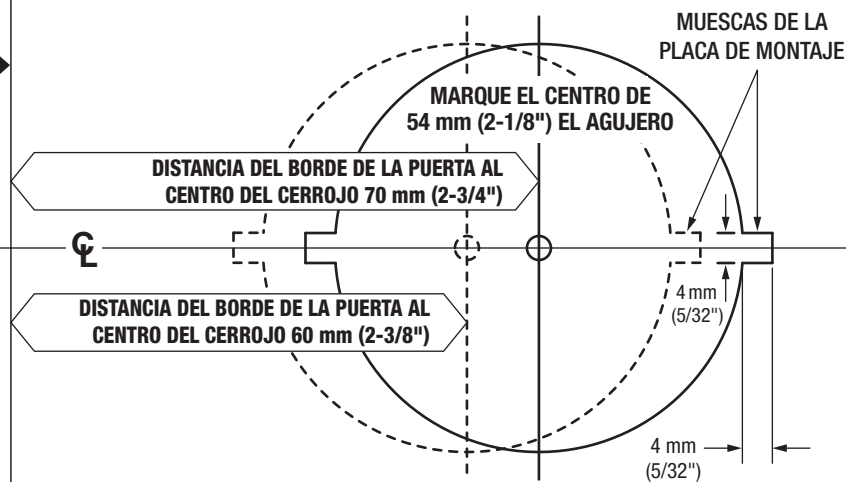 MUESCAS DE LA
PLACA DE MONTAJE
MARQUE EL CENTRO DE
54 mm (2-1/8") EL AGUJERO
DISTANCIA DEL BORDE DE LA PUERTA AL
CENTRO DEL CERROJO 70 mm (2-3/4")
CL
DISTANCIA DEL BORDE DE LA PUERTA AL
CENTRO DEL CERROJO 60 mm (2-3/8")
4 mm
(5/32")
4 mm
(5/32")